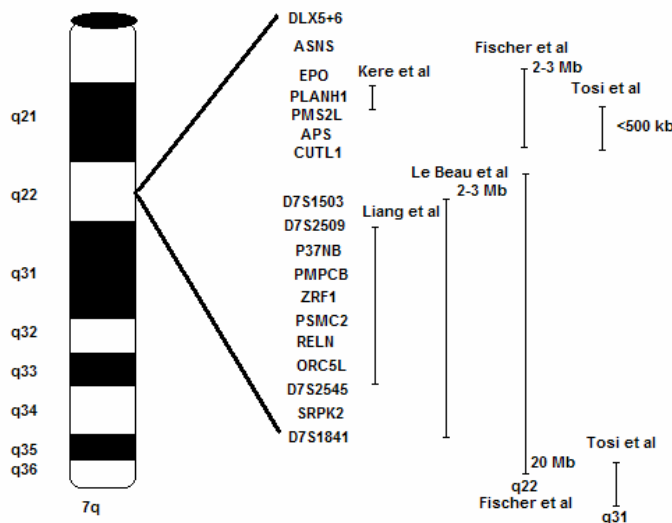 DLX5+6
ASNS
EPO
PLANH1
PMS2L
APS
CUTL1
Kere et al
Fischer et al
2-3 Mb
Tosi et al
<500 kb
q21
q22
q31
q32
q33
q34
q35
q36
7q
D7S1503
D7S2509
P37NB
PMPCB
ZRF1
PSMC2
RELN
ORC5L
D7S2545
SRPK2
D7S1841
Liang et al
Le Beau et al
2-3 Mb
20 Mb
q22
Fischer et al
Tosi et al
q31